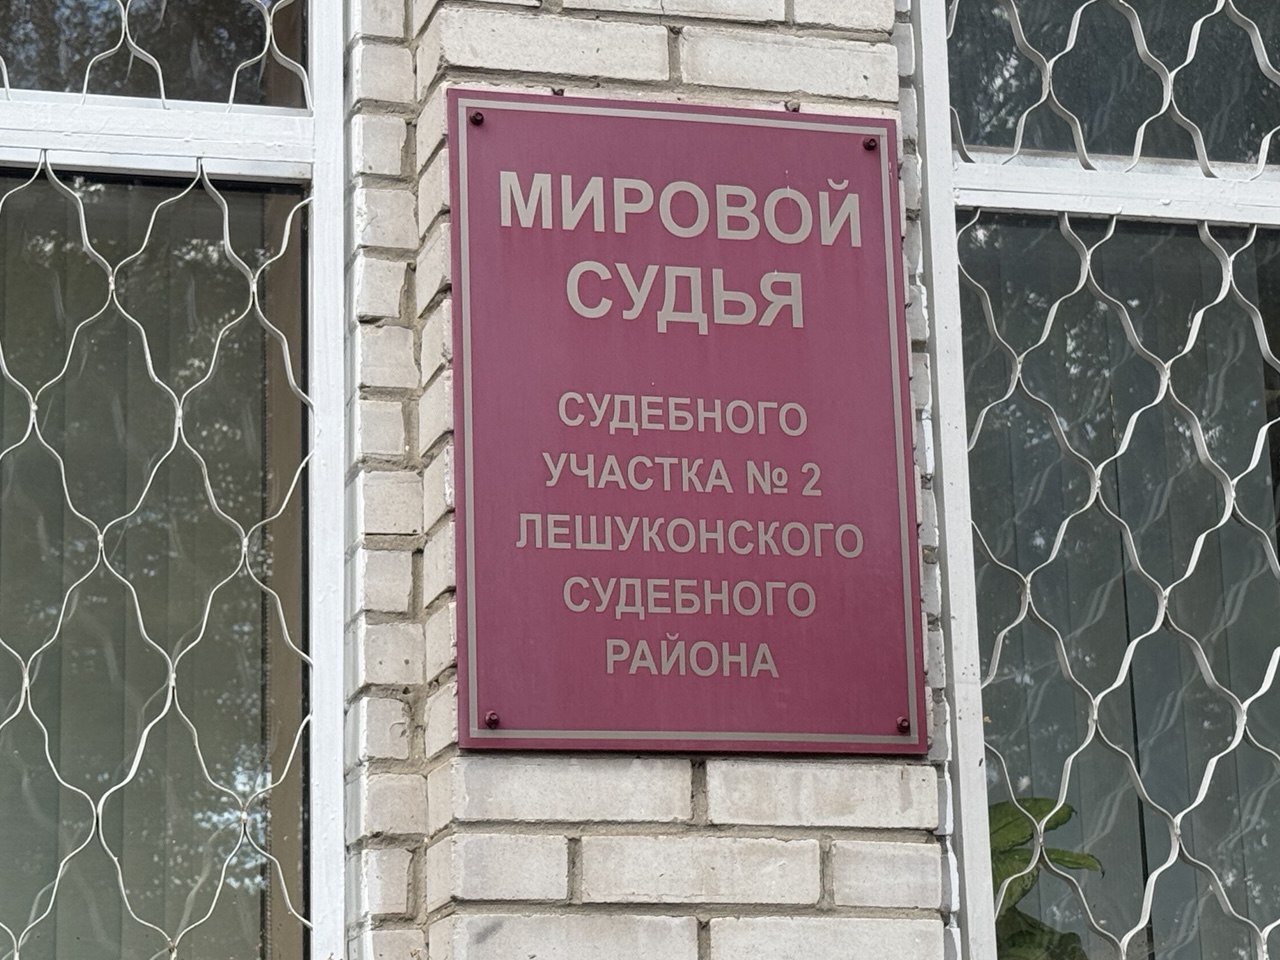 МИРОВОЙ
СУДЬЯ
СУДЕБНОГО
УЧАСТКА № 2
ЛЕШУКОНСКОГО
СУДЕБНОГО
РАЙОНА